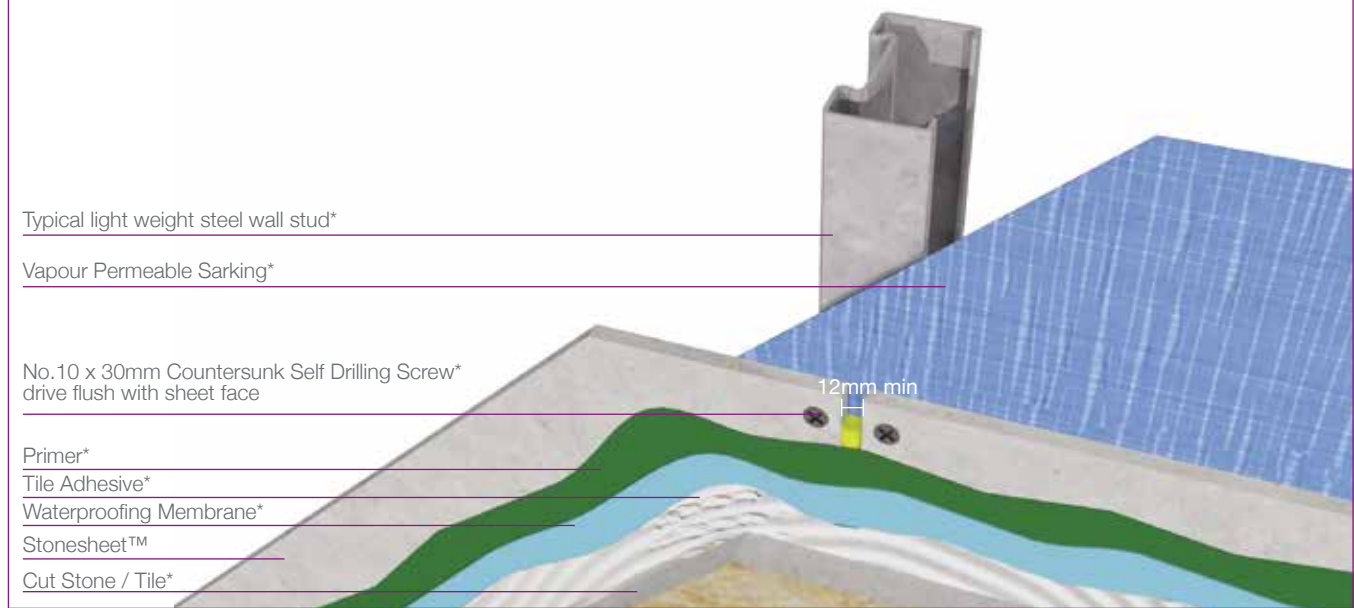 Typical light weight steel wall stud*
Vapour Permeable Sarking*
No.10 x 30mm Countersunk Self Drilling Screw*
drive flush with sheet face
12mm min
Primer*
Tile Adhesive*
Waterproofing Membrane*
Stonesheet™
Cut Stone / Tile*